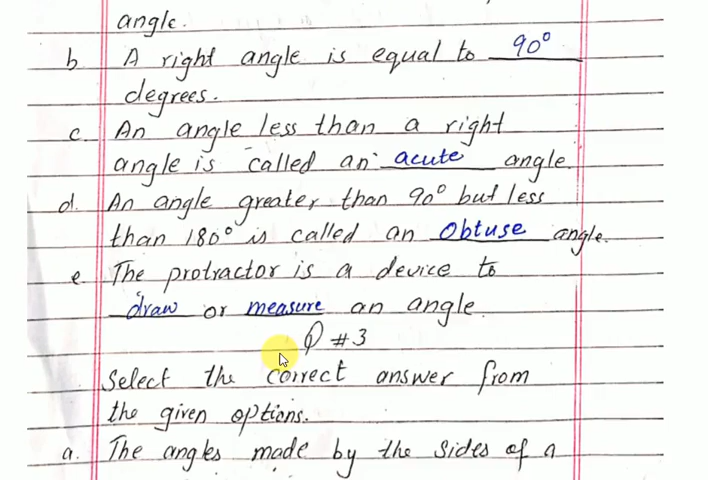 angle.
b. A right angle is equal to 90°
degrees.
c. An angle less than a right
angle is called an acute angle.
d. An angle greater than 90° but less
than 180° is called an obtuse angle.
e. The protractor is a device to
draw or measure an angle.
Q #3
Select the correct answer from
the given options.
a. The angles made by the sides of a